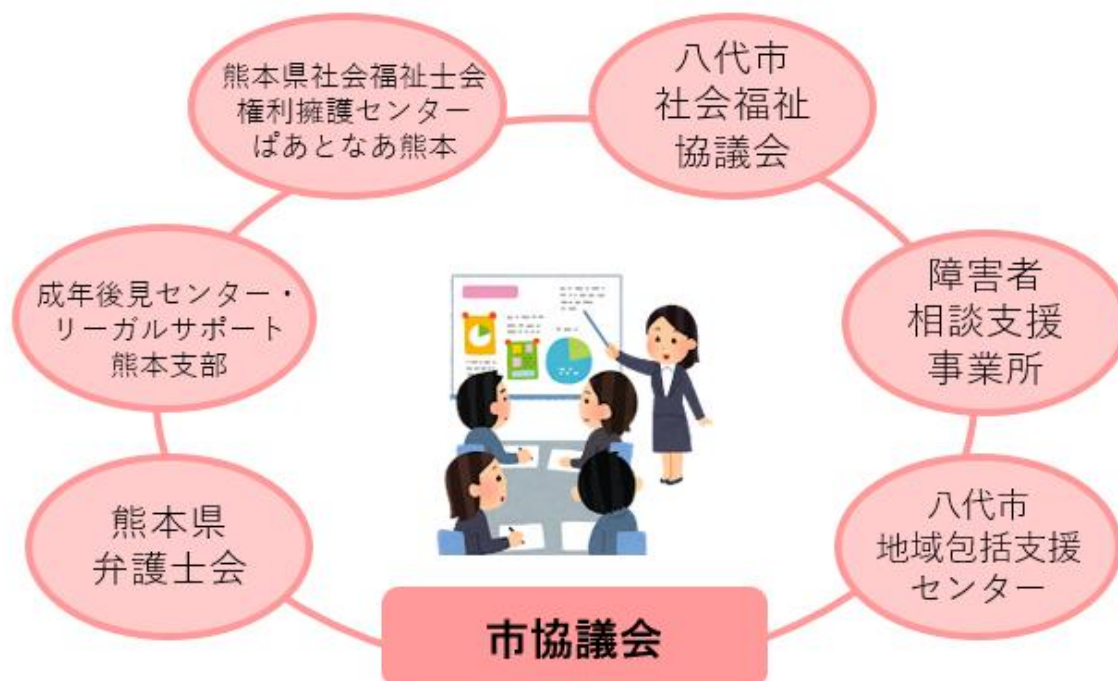 熊本県社会福祉士会
権利擁護センター
ぱあとなあ熊本
八代市
社会福祉
協議会
成年後見センター・
リーガルサポート
熊本支部
障害者
相談支援
事業所
熊本県
弁護士会
八代市
地域包括支援
センター
市協議会